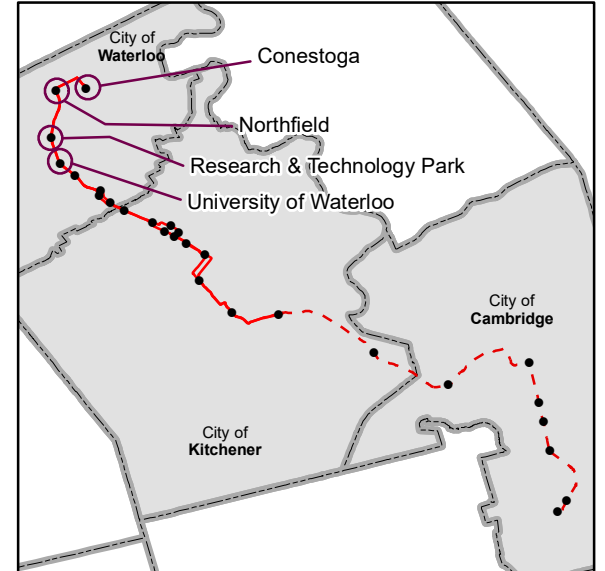 City of
Waterloo
Conestoga
Northfield
Research & Technology Park
University of Waterloo
City of
Cambridge
City of
Kitchener